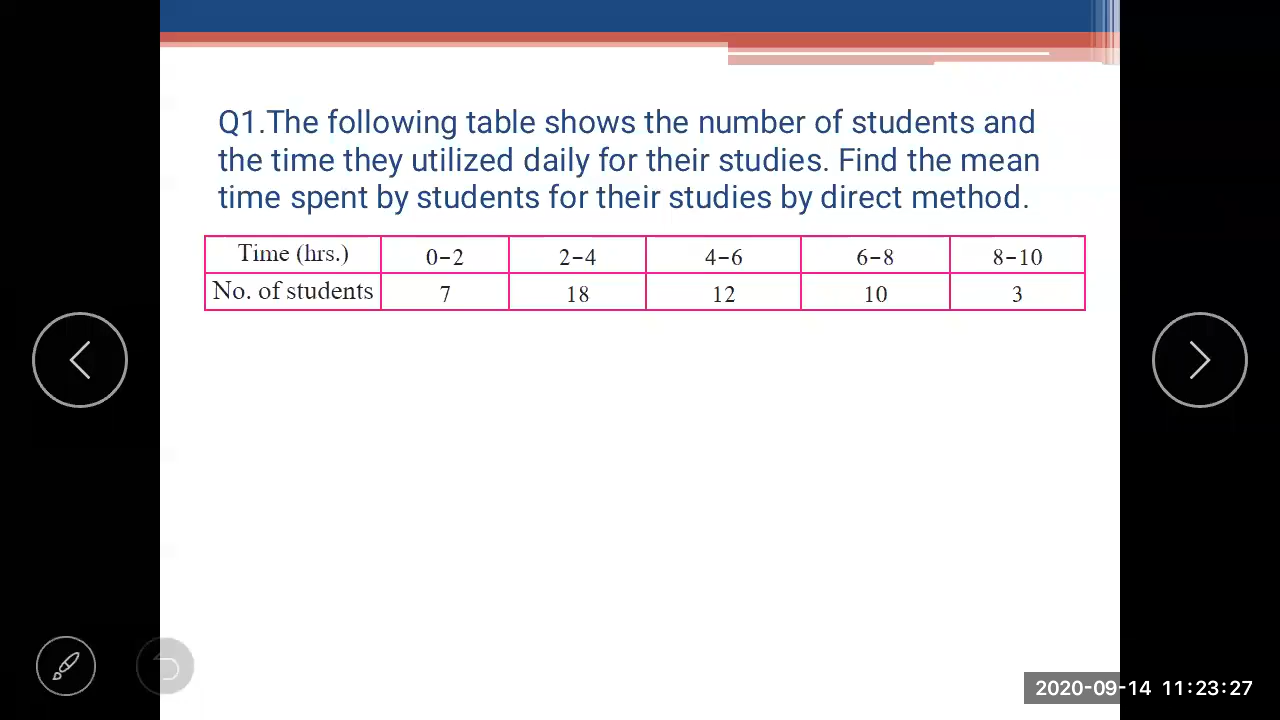 Q1.The following table shows the number of students and
the time they utilized daily for their studies. Find the mean
time spent by students for their studies by direct method.
Time (hrs.) 0-2 2-4 4-6 6-8 8-10
No. of students 7 18 12 10 3
2020-09-14 11:23:27